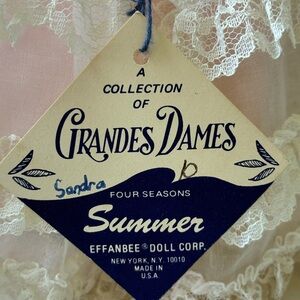 A
COLLECTION
OF
GRANDES DAMES
Sandra
FOUR SEASONS
Summer
EFFANBEE® DOLL CORP.
NEW YORK, N.Y. 10010
MADE IN
U.S.A.